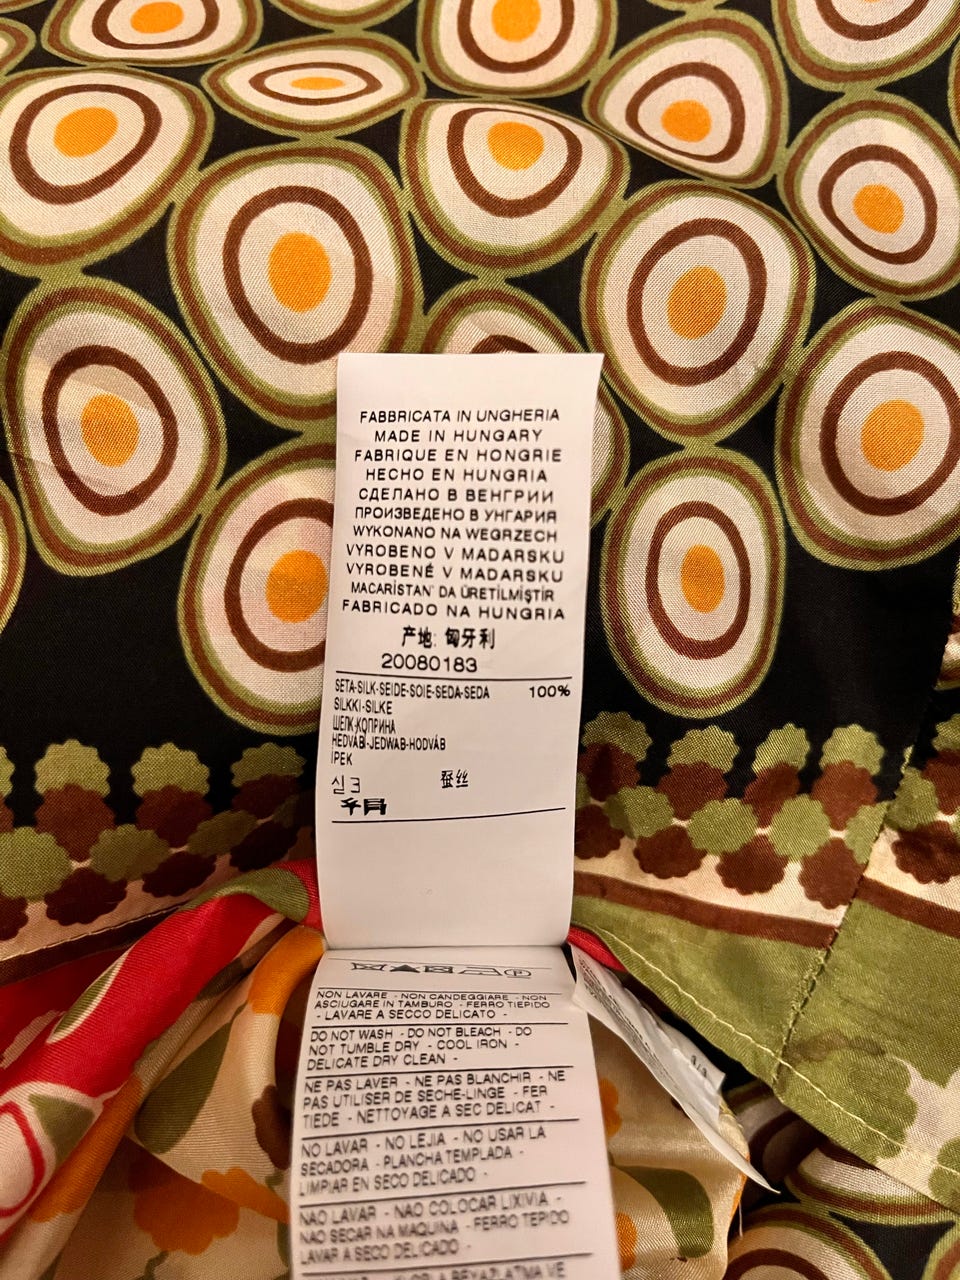 FABBRICATA IN UNGHERIA
MADE IN HUNGARY
FABRIQUE EN HONGRIE
HECHO EN HUNGRIA
СДЕЛАНО В ВЕНГРИИ
ПРОИЗВЕДЕНО В УНГАРИЯ
WYKONANO NA WEGRZECH
VYROBENO V MADARSKU
VYROBENÉ V MADARSKU
MACARİSTAN' DA ÜRETİLMİŞTİR
FABRICADO NA HUNGRIA
产地: 匈牙利
20080183
SETA-SILK-SEIDE-SOIE-SEDA-SEDA 100%
SILKKI-SILKE
ШЕЛК-КОПРИНА
HEDVÁBÍ-JEDWAB-HODVÁB
İPEK
실크 蚕丝
NON LAVARE - NON CANDEGGIARE - NON
ASCIUGARE IN TAMBURO - FERRO TIEPIDO
- LAVARE A SECCO DELICATO -
DO NOT WASH - DO NOT BLEACH - DO
NOT TUMBLE DRY - COOL IRON -
DELICATE DRY CLEAN -
NE PAS LAVER - NE PAS BLANCHIR - NE
PAS UTILISER DE SECHE-LINGE - FER
TIEDE - NETTOYAGE A SEC DELICAT -
NO LAVAR - NO LEJIA - NO USAR LA
SECADORA - PLANCHA TEMPLADA -
LIMPIAR EN SECO DELICADO -
NAO LAVAR - NAO COLOCAR LIXIVIA -
NAO SECAR NA MAQUINA - FERRO TEPIDO
LAVAR A SECO DELICADO -